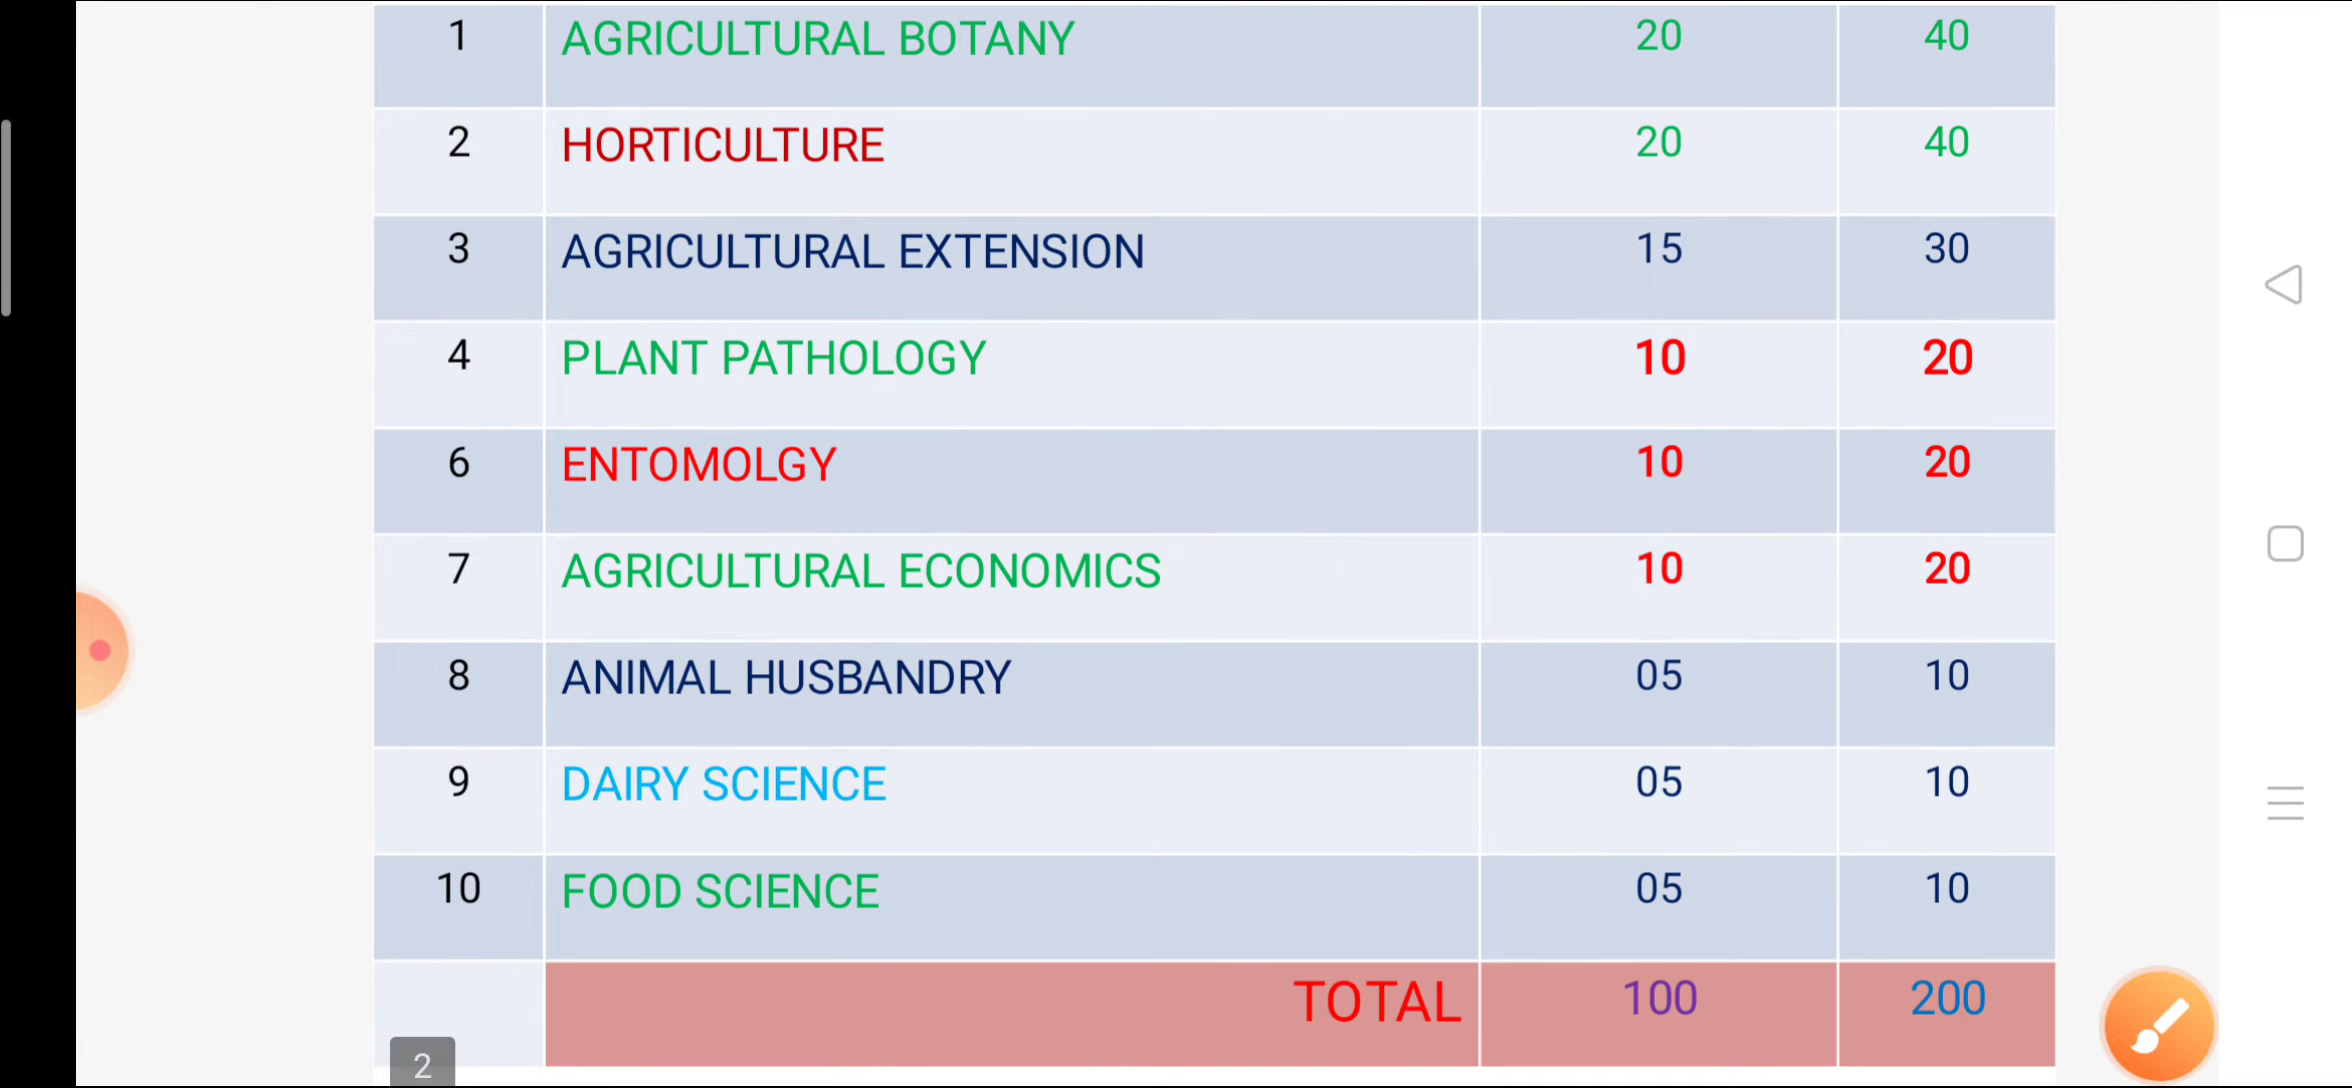 1 AGRICULTURAL BOTANY 20 40
2 HORTICULTURE 20 40
3 AGRICULTURAL EXTENSION 15 30
4 PLANT PATHOLOGY 10 20
6 ENTOMOLGY 10 20
7 AGRICULTURAL ECONOMICS 10 20
8 ANIMAL HUSBANDRY 05 10
9 DAIRY SCIENCE 05 10
10 FOOD SCIENCE 05 10
TOTAL 100 200
2